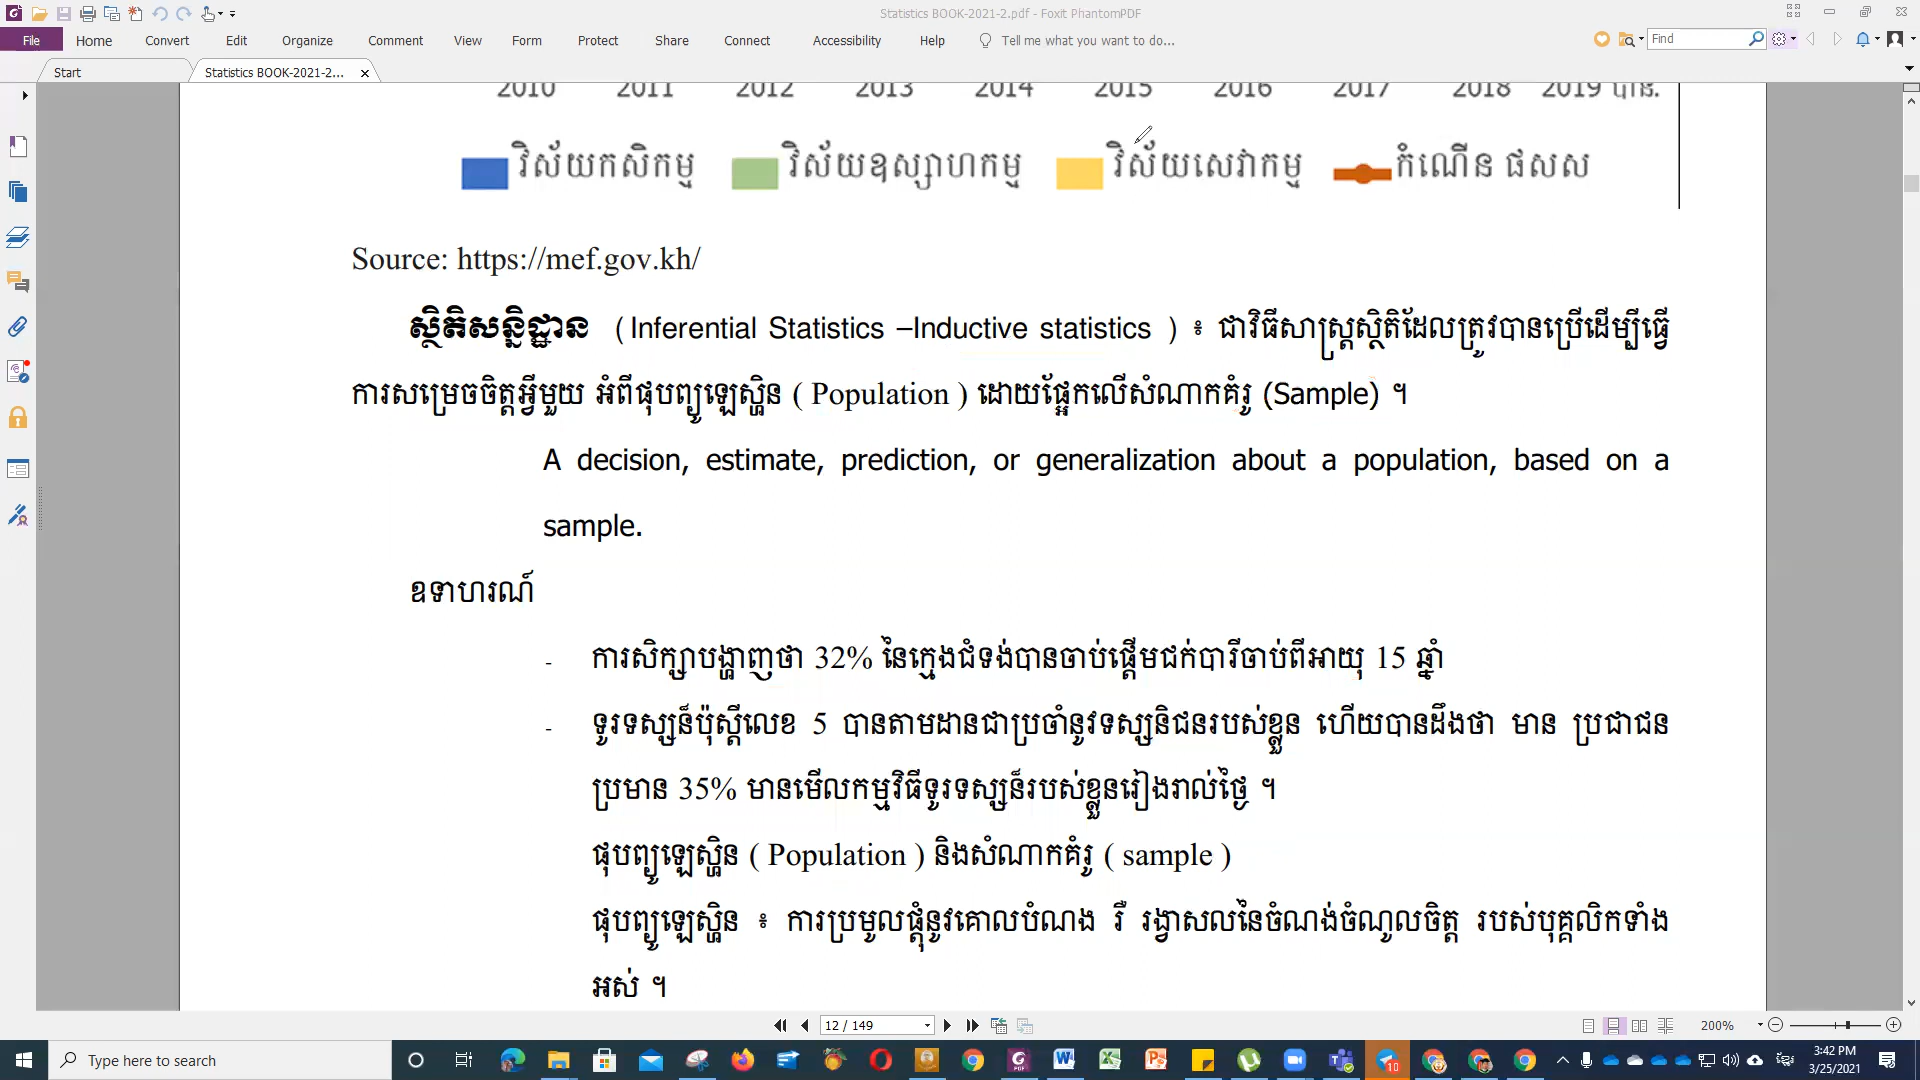 Statistics BOOK-2021-2.pdf - Foxit PhantomPDF
File Home Convert Edit Organize Comment View Form Protect Share Connect Accessibility Help Tell me what you want to do... Find
Start Statistics BOOK-2021-2...
2010 2011 2012 2013 2014 2015 2016 2017 2018 2019 ប៉ាន.
វិស័យកសិកម្ម វិស័យឧស្សាហកម្ម វិស័យសេវាកម្ម កំណើន ផសស
Source: https://mef.gov.kh/
ស្ថិតិសន្និដ្ឋាន ( Inferential Statistics –Inductive statistics ) ៖ ជាវិធីសាស្ត្រស្ថិតិដែលត្រូវបានប្រើដើម្បីធ្វើ
ការសម្រេចចិត្តអ្វីមួយ អំពីផុបព្យូឡេស្ហិន ( Population ) ដោយផ្អែកលើសំណាកគំរូ (Sample) ។
A decision, estimate, prediction, or generalization about a population, based on a
sample.
ឧទាហរណ៍
- ការសិក្សាបង្ហាញថា 32% នៃក្មេងជំទង់បានចាប់ផ្តើមជក់បារីចាប់ពីអាយុ 15 ឆ្នាំ
- ទូរទស្សន៏ប៉ុស្តិ៍លេខ 5 បានតាមដានជាប្រចាំនូវទស្សនិជនរបស់ខ្លួន ហើយបានដឹងថា មាន ប្រជាជន
ប្រមាន 35% មានមើលកម្មវិធីទូរទស្សន៏របស់ខ្លួនរៀងរាល់ថ្ងៃ ។
ផុបព្យូឡេស្ហិន ( Population ) និងសំណាកគំរូ ( sample )
ផុបព្យូឡេស្ហិន ៖ ការប្រមូលផ្តុំនូវគោលបំណង រឺ រង្វាសលនៃចំណង់ចំណូលចិត្ត របស់បុគ្គលិកទាំង
អស់ ។
12 / 149 200%
Type here to search 10 3:42 PM
3/25/2021